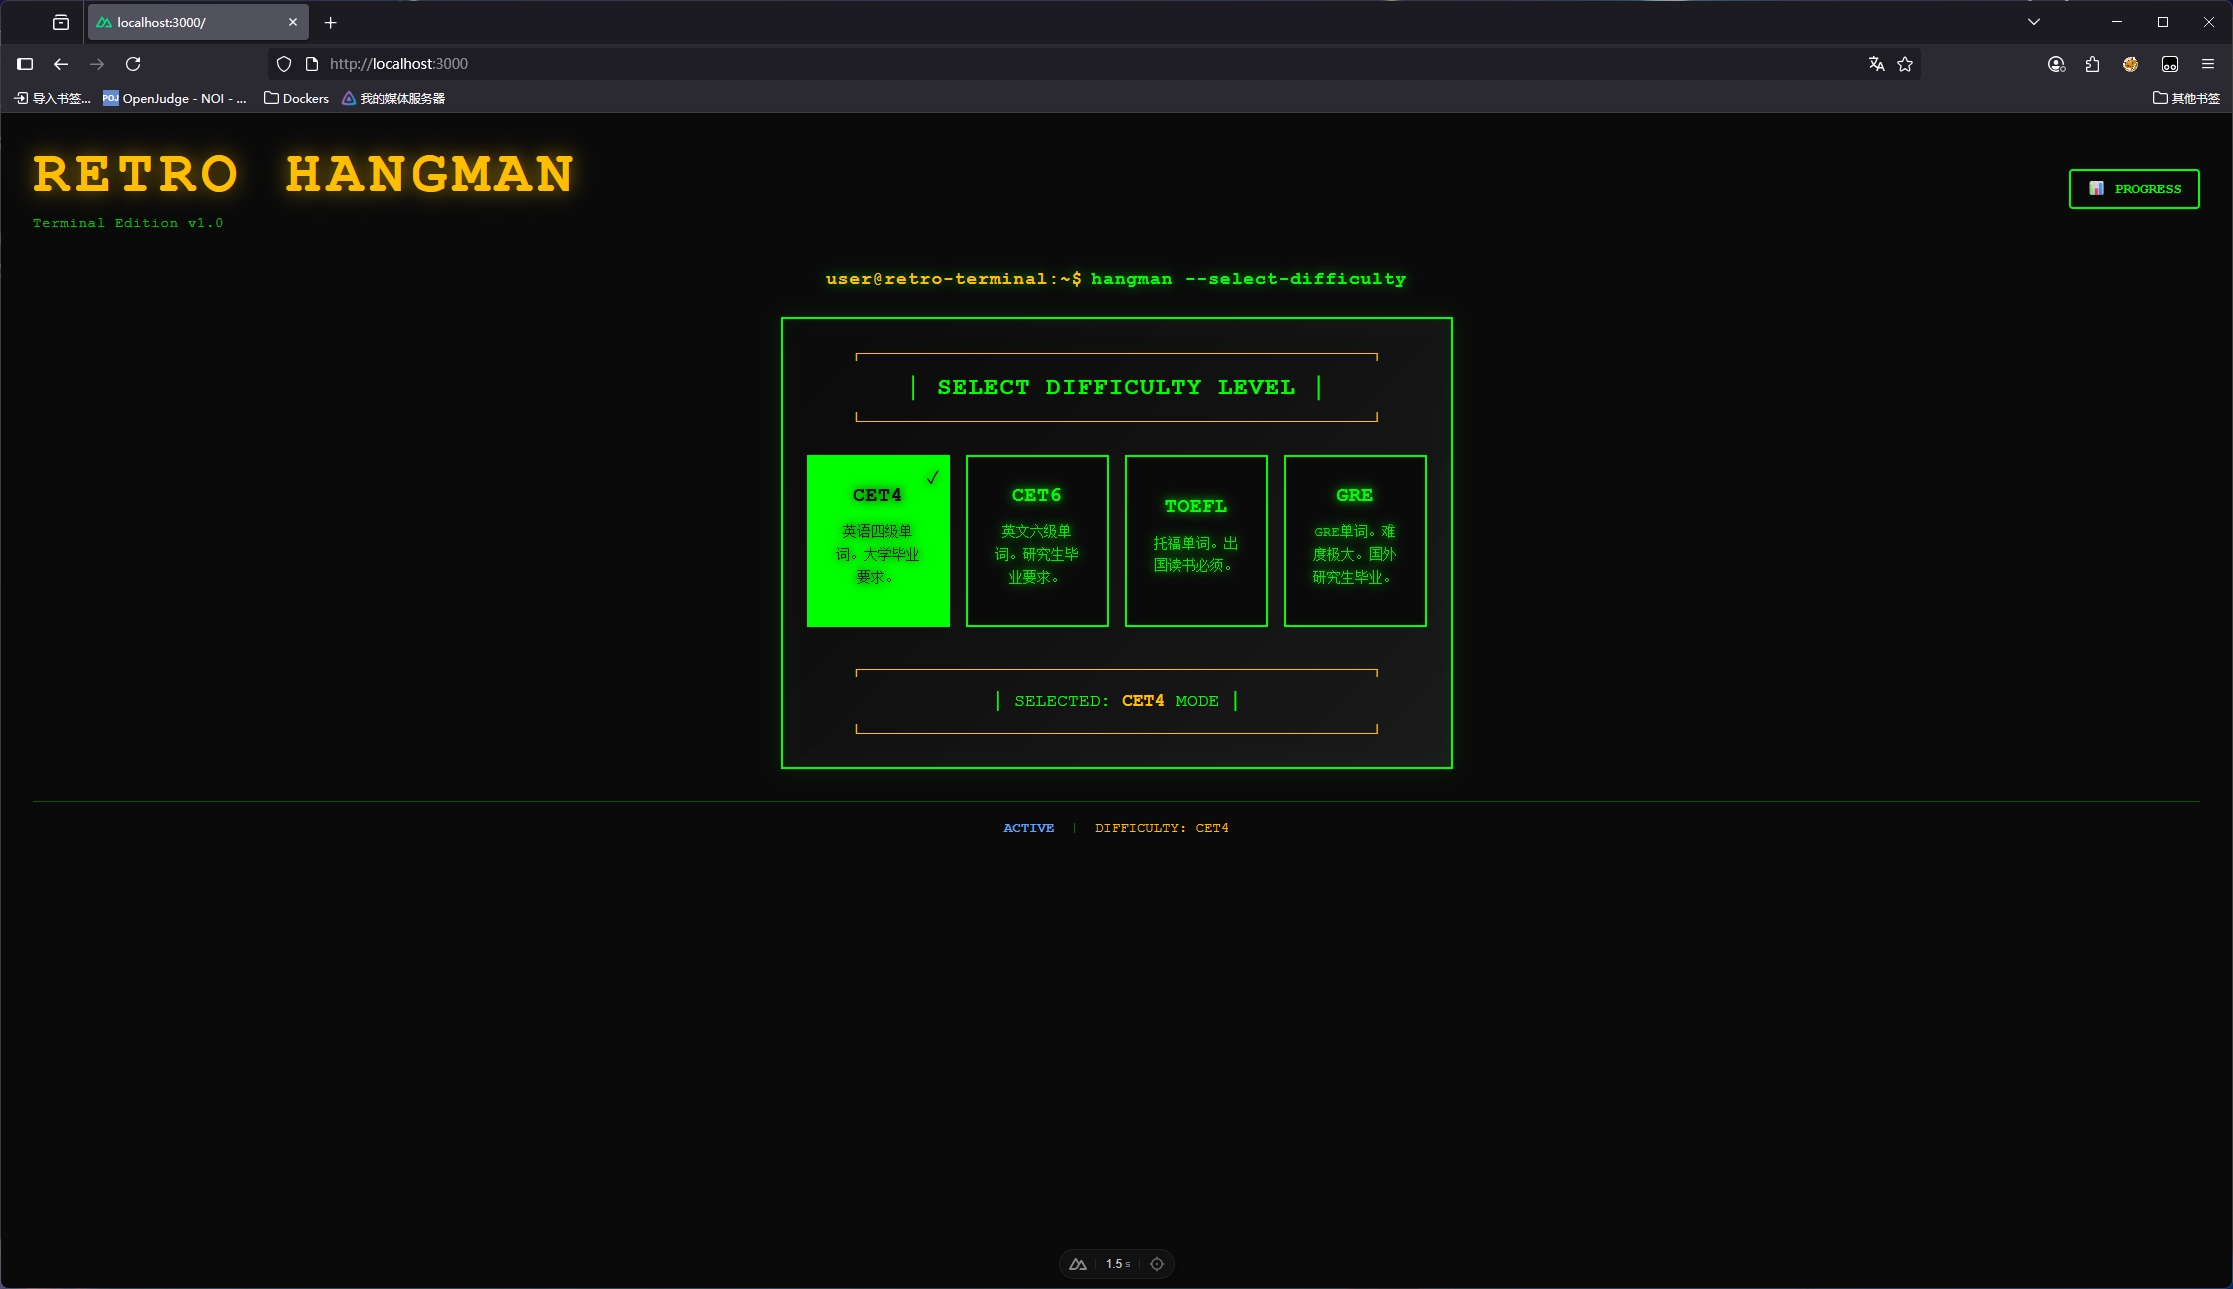 localhost:3000/
http://localhost:3000
导入书签...
POJ OpenJudge - NOI - ...
Dockers
我的媒体服务器
其他书签
RETRO HANGMAN
Terminal Edition v1.0
PROGRESS
user@retro-terminal:~$ hangman --select-difficulty
| SELECT DIFFICULTY LEVEL |
✓
CET4
英语四级单
词。大学毕业
要求。
CET6
英文六级单
词。研究生毕
业要求。
TOEFL
托福单词。出
国读书必须。
GRE
GRE单词。难
度极大。国外
研究生毕业。
| SELECTED: CET4 MODE |
ACTIVE | DIFFICULTY: CET4
1.5 s